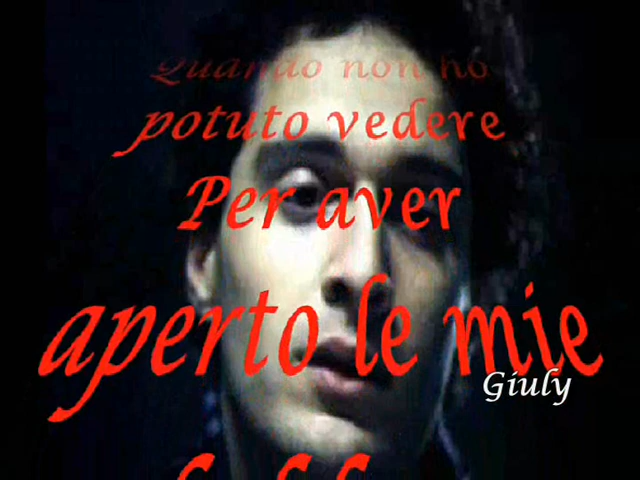 Quando non ho
potuto vedere
Per aver
aperto le mie
Giuly